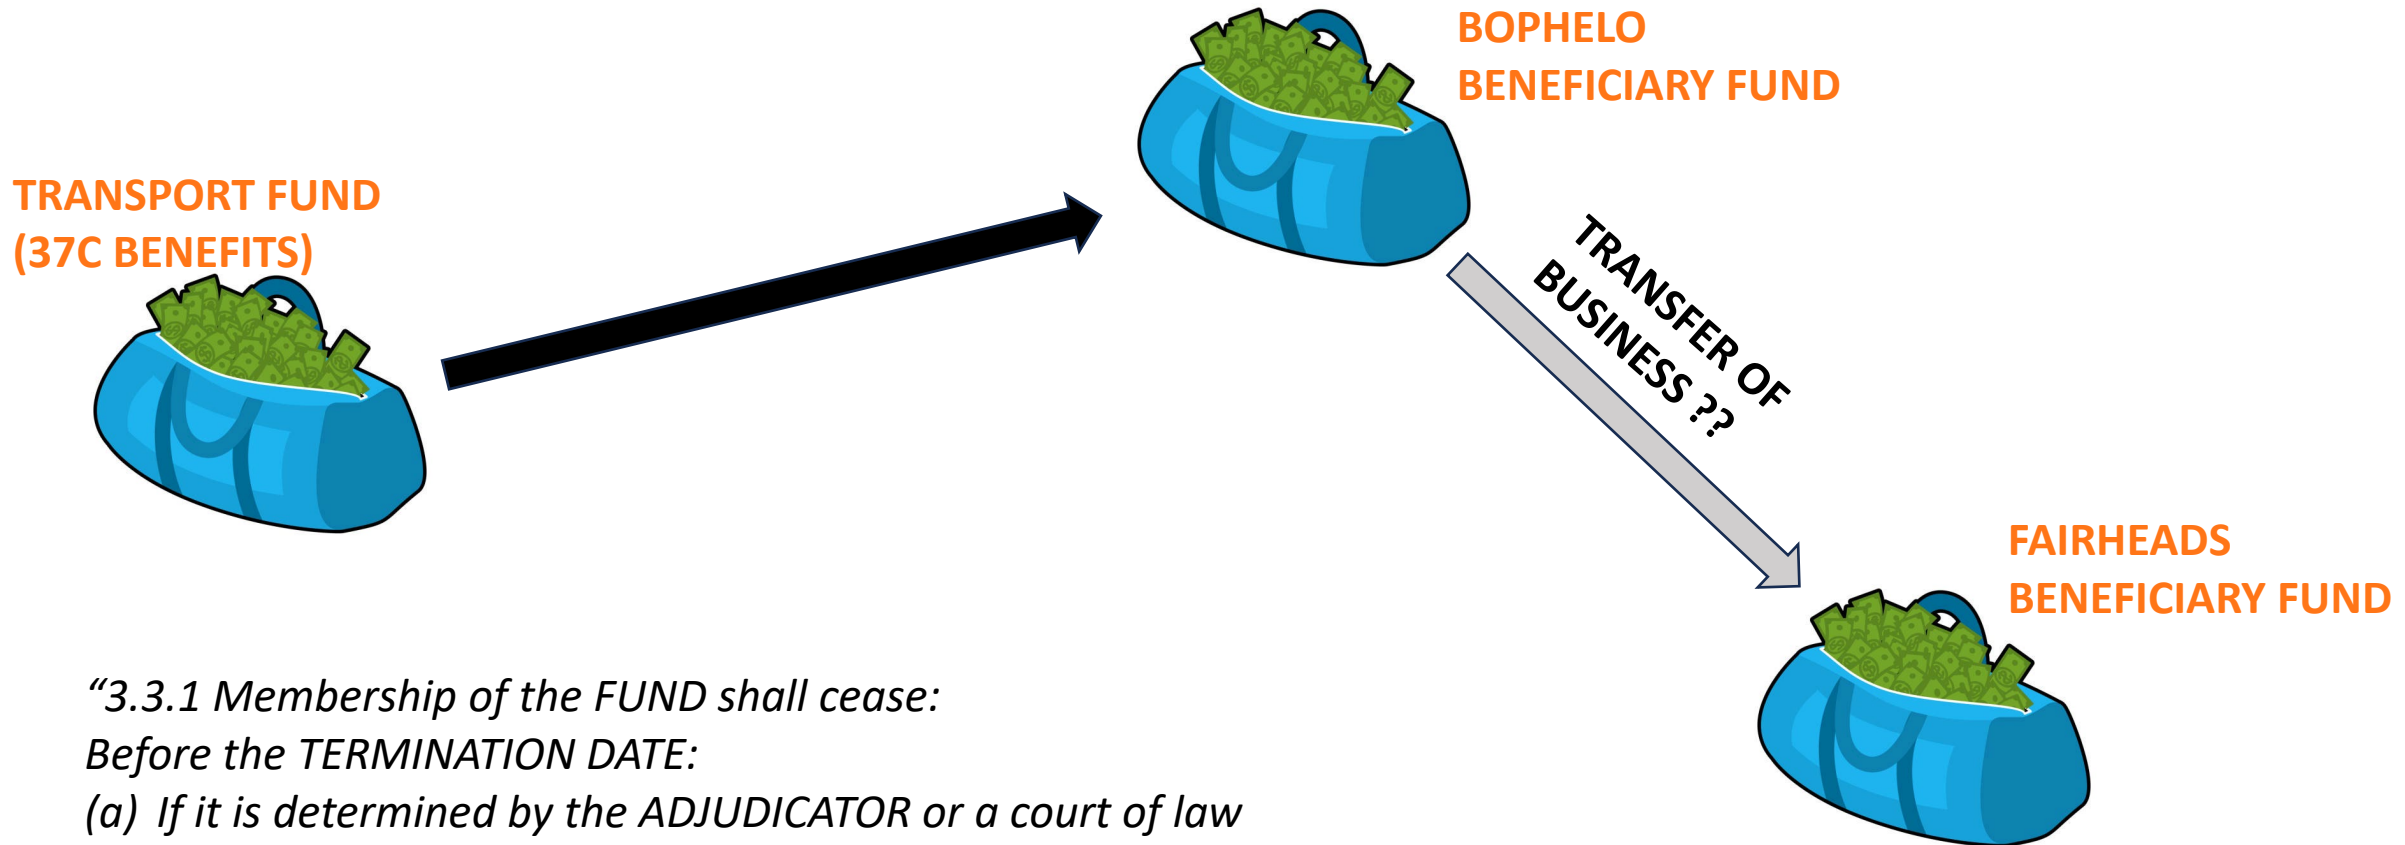 BOPHELO
BENEFICIARY FUND
TRANSPORT FUND
(37C BENEFITS)
TRANSFER OF
BUSINESS ??
FAIRHEADS
BENEFICIARY FUND
“3.3.1 Membership of the FUND shall cease:
Before the TERMINATION DATE:
(a) If it is determined by the ADJUDICATOR or a court of law